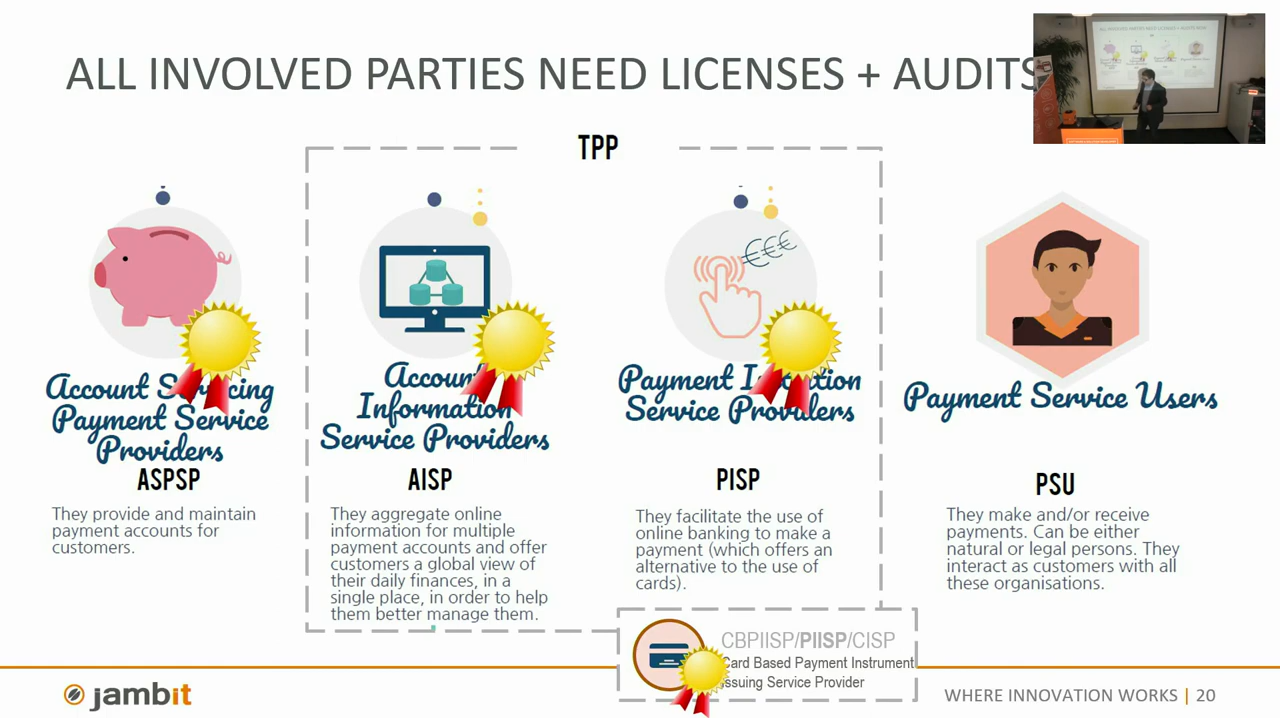 ALL INVOLVED PARTIES NEED LICENSES + AUDITS
TPP
€€€
Account Servicing
Payment Service
Providers
ASPSP
They provide and maintain
payment accounts for
customers.
Account
Information
Service Providers
AISP
They aggregate online
information for multiple
payment accounts and offer
customers a global view of
their daily finances, in a
single place, in order to help
them better manage them.
Payment Initiation
Service Providers
PISP
They facilitate the use of
online banking to make a
payment (which offers an
alternative to the use of
cards).
Payment Service Users
PSU
They make and/or receive
payments. Can be either
natural or legal persons. They
interact as customers with all
these organisations.
CBPIISP/PIISP/CISP
Card Based Payment Instrument
Issuing Service Provider
jambit
WHERE INNOVATION WORKS | 20